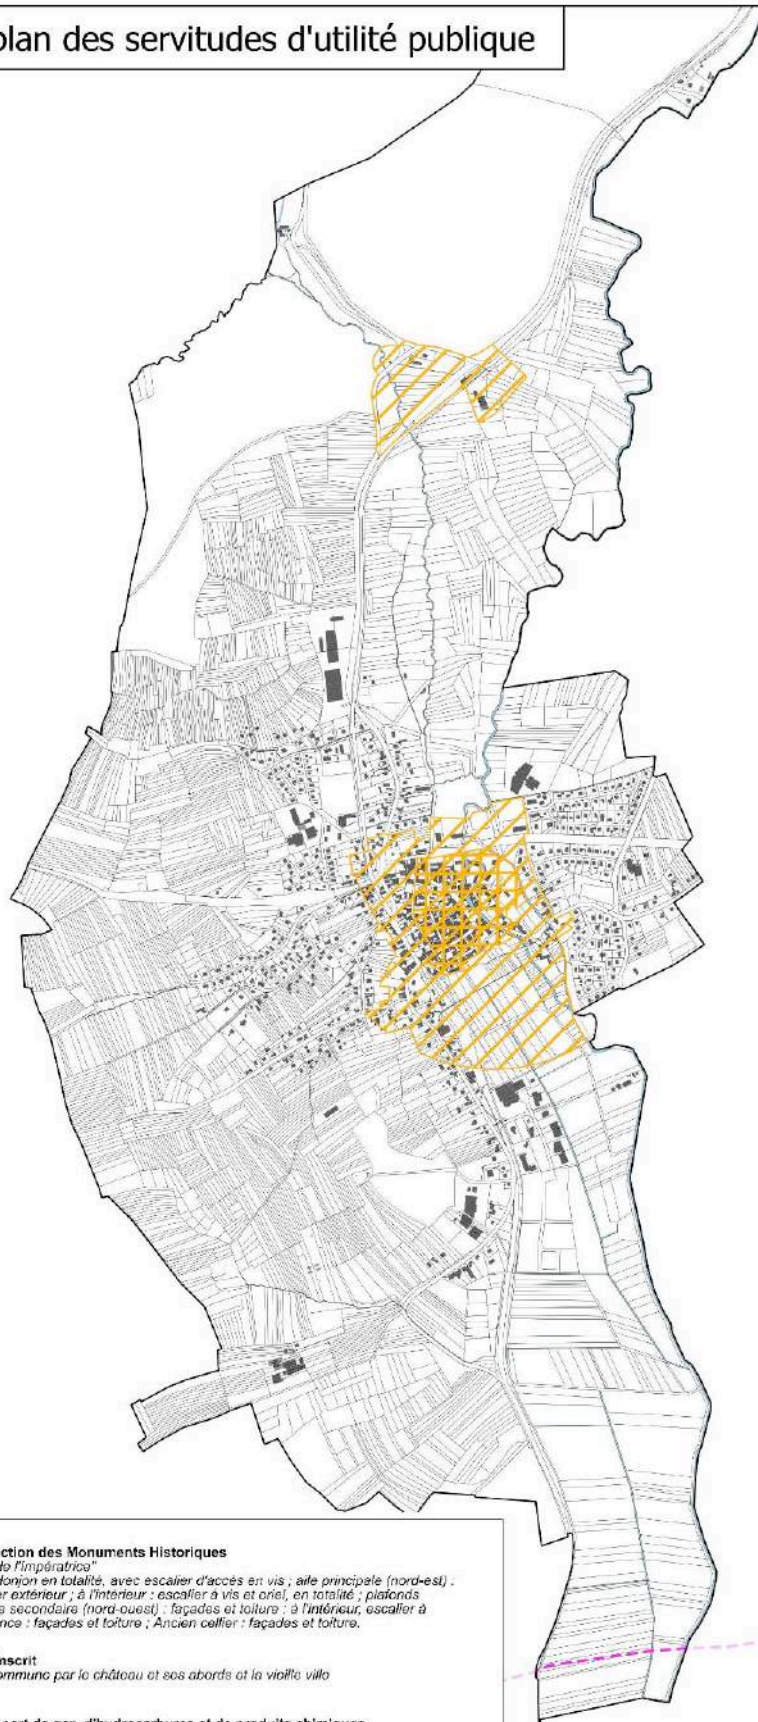 plan des servitudes d'utilité publique
ction des Monuments Historiques
de l'impératrice"
donjon en totalité, avec escalier d'accès en vis ; aile principale (nord-est) :
er extérieur ; à l'intérieur : escalier à vis et oriel, en totalité ; plafonds
e secondaire (nord-ouest) : façades et toiture ; à l'intérieur, escalier à
nce : façades et toiture ; Ancien cellier : façades et toiture.
nscrit
ommune par le château et ses abords et la vieille ville
port de gaz, d'hydrocarbures et de produits chimiques